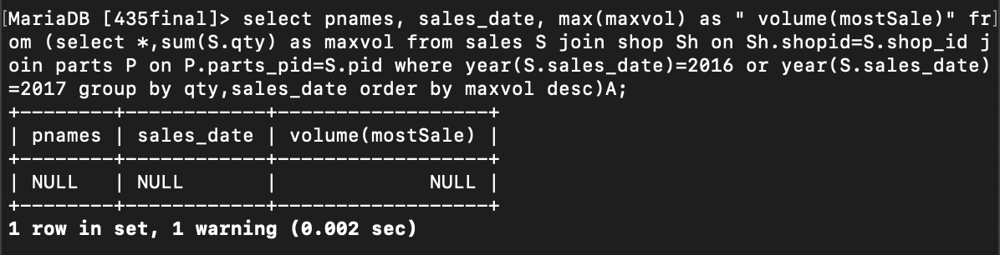 [MariaDB [435final]> select pnames, sales_date, max(maxvol) as " volume(mostSale)" fr]
om (select *,sum(S.qty) as maxvol from sales S join shop Sh on Sh.shopid=S.shop_id j
oin parts P on P.parts_pid=S.pid where year(S.sales_date)=2016 or year(S.sales_date)
=2017 group by qty,sales_date order by maxvol desc)A;
+--------+------------+------------------+
| pnames | sales_date | volume(mostSale) |
+--------+------------+------------------+
| NULL   | NULL       |             NULL |
+--------+------------+------------------+
1 row in set, 1 warning (0.002 sec)